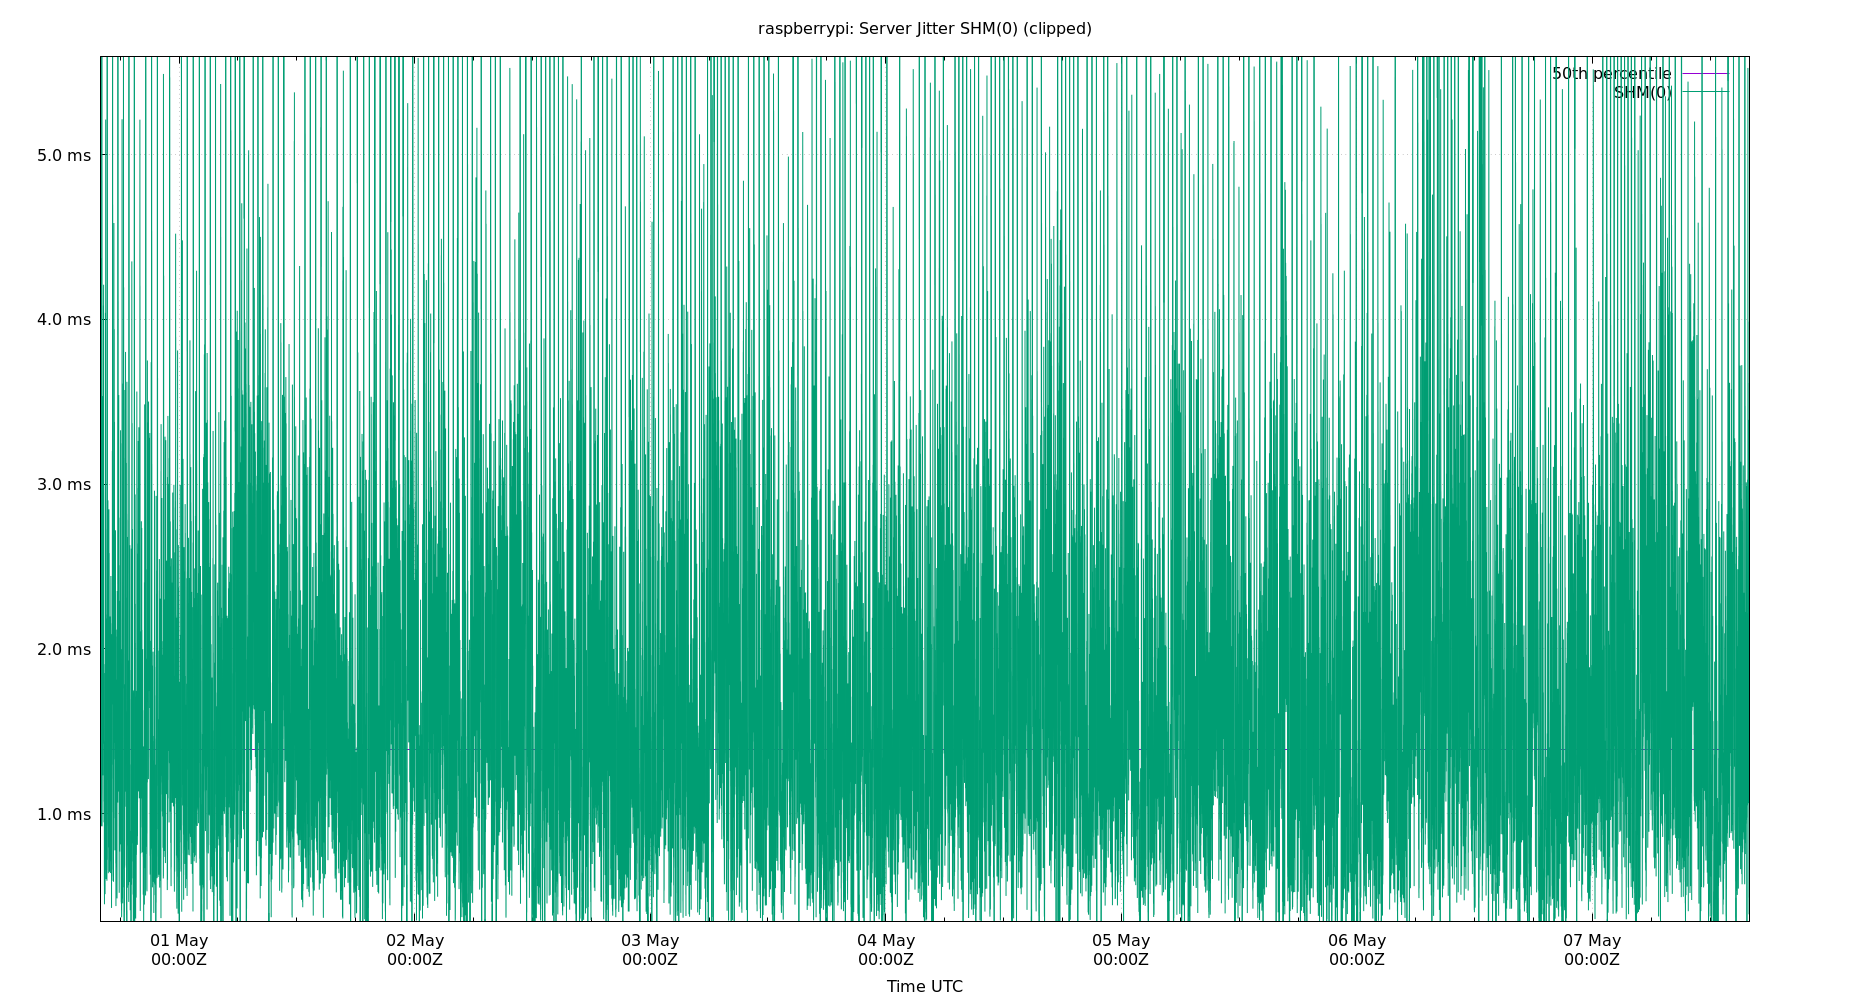 raspberrypi: Server Jitter SHM(0) (clipped)
50th percentile
SHM(0)
5.0 ms
4.0 ms
3.0 ms
2.0 ms
1.0 ms
01 May 02 May 03 May 04 May 05 May 06 May 07 May
00:00Z 00:00Z 00:00Z 00:00Z 00:00Z 00:00Z 00:00Z
Time UTC